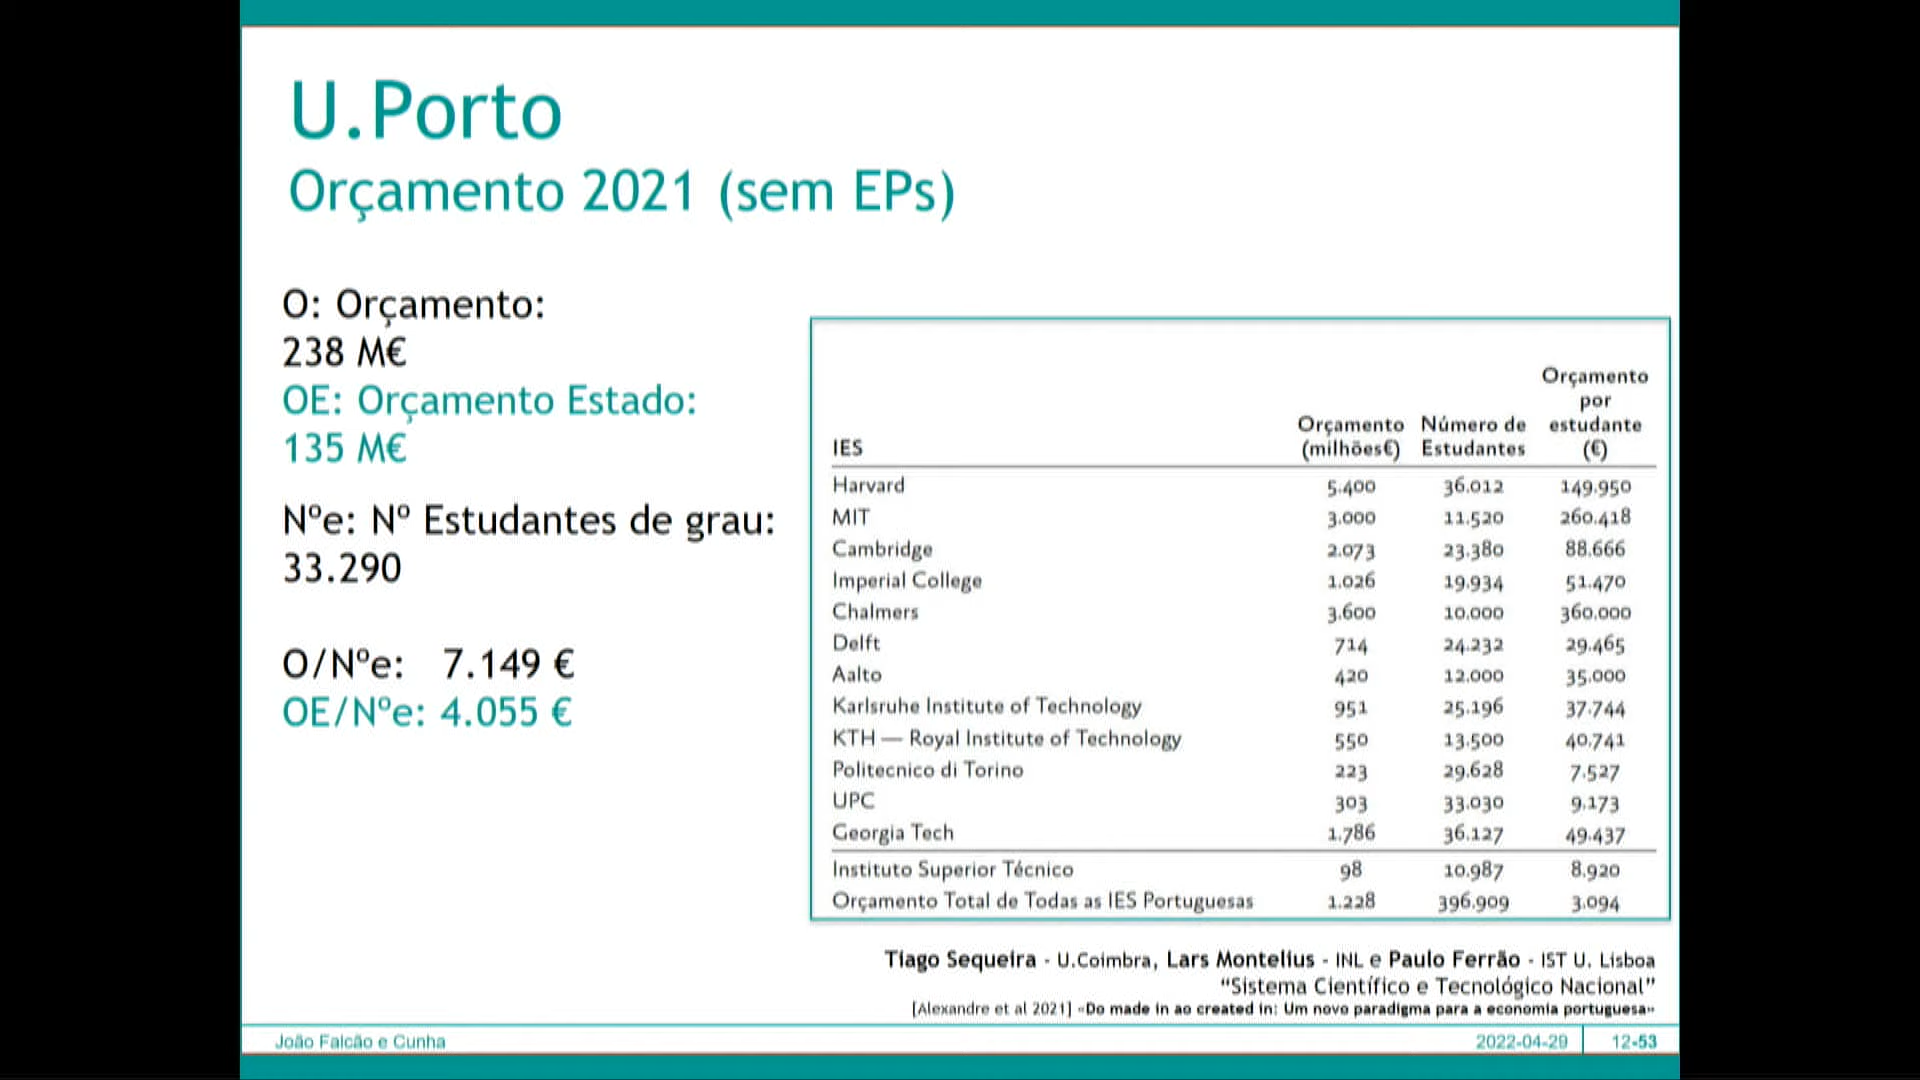 U.Porto
Orçamento 2021 (sem EPs)
O: Orçamento:
238 M€
OE: Orçamento Estado:
135 M€
Nºe: Nº Estudantes de grau:
33.290
O/Nºe: 7.149 €
OE/Nºe: 4.055 €
IES Orçamento (milhões€) Número de Estudantes Orçamento por estudante (€)
Harvard 5.400 36.012 149.950
MIT 3.000 11.520 260.418
Cambridge 2.073 23.380 88.666
Imperial College 1.026 19.934 51.470
Chalmers 3.600 10.000 360.000
Delft 714 24.232 29.465
Aalto 420 12.000 35.000
Karlsruhe Institute of Technology 951 25.196 37.744
KTH — Royal Institute of Technology 550 13.500 40.741
Politecnico di Torino 223 29.628 7.527
UPC 303 33.030 9.173
Georgia Tech 1.786 36.127 49.437
Instituto Superior Técnico 98 10.987 8.920
Orçamento Total de Todas as IES Portuguesas 1.228 396.909 3.094
Tiago Sequeira - U.Coimbra, Lars Montelius - INL e Paulo Ferrão - IST U. Lisboa
“Sistema Científico e Tecnológico Nacional”
[Alexandre et al 2021] «Do made in ao created in: Um novo paradigma para a economia portuguesa»
João Falcão e Cunha 2022-04-29 12-53